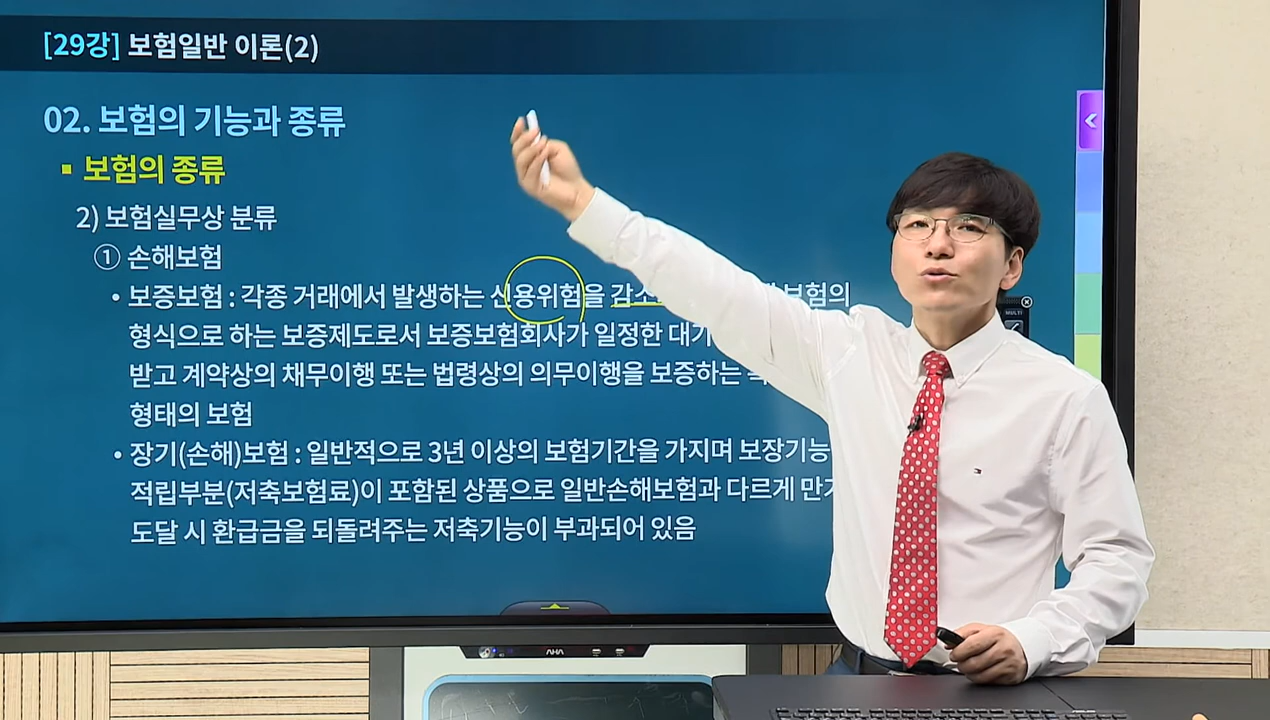 [29강] 보험일반 이론(2)
02. 보험의 기능과 종류
▪ 보험의 종류
2) 보험실무상 분류
① 손해보험
• 보증보험 : 각종 거래에서 발생하는 신용위험을 보험의
형식으로 하는 보증제도로서 보증보험회사가 일정한
받고 계약상의 채무이행 또는 법령상의 의무이행을 보증하는
형태의 보험
• 장기(손해)보험 : 일반적으로 3년 이상의 보험기간을 가지며 보장기능
적립부분(저축보험료)이 포함된 상품으로 일반손해보험과 다르게
도달 시 환급금을 되돌려주는 저축기능이 부과되어 있음
MULTI
AHA